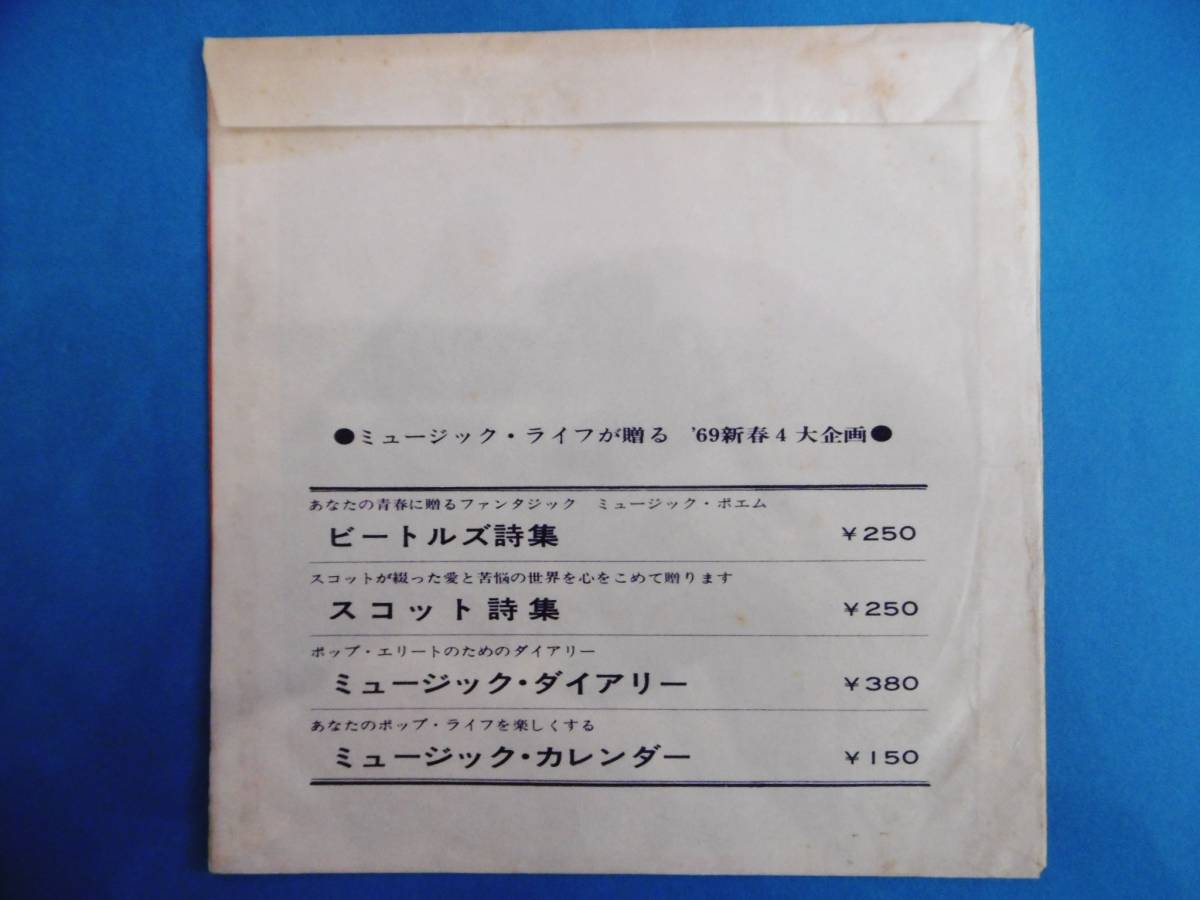 ●ミュージック・ライフが贈る ’69新春4大企画●
あなたの青春に贈るファンタジック ミュージック・ポエム
ビートルズ詩集 ¥250
スコットが綴った愛と苦悩の世界を心をこめて贈ります
スコット詩集 ¥250
ポップ・エリートのためのダイアリー
ミュージック・ダイアリー ¥380
あなたのポップ・ライフを楽しくする
ミュージック・カレンダー ¥150